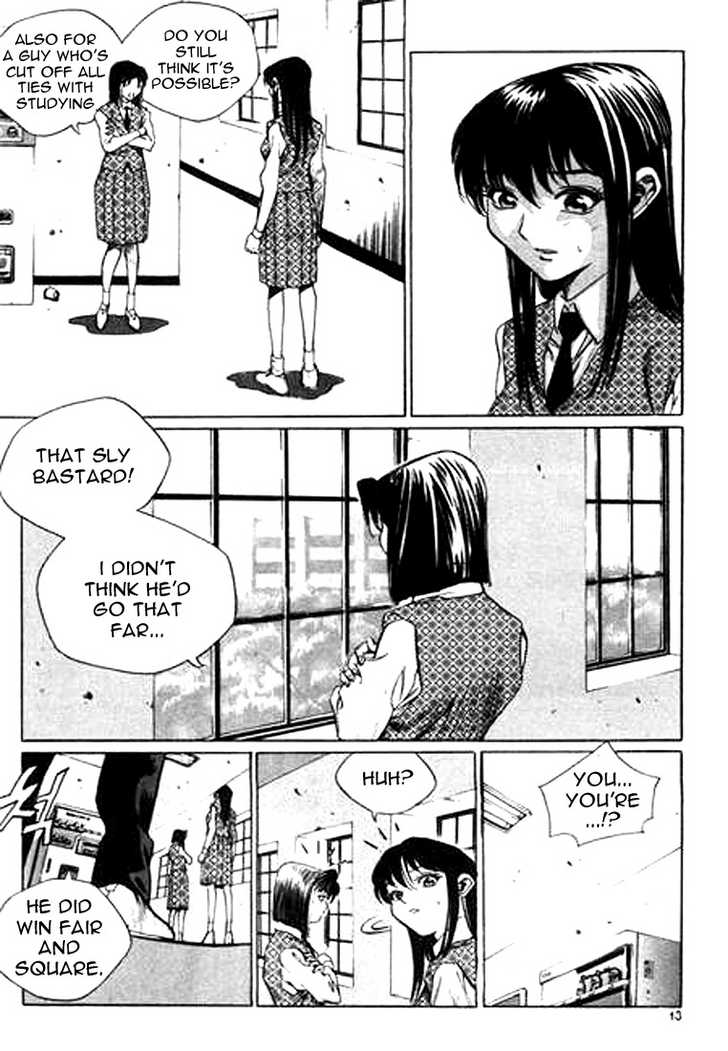 ALSO FOR
A GUY WHO'S
CUT OFF ALL
TIES WITH
STUDYING
DO YOU
STILL
THINK IT'S
POSSIBLE?
THAT SLY
BASTARD!
I DIDN'T
THINK HE'D
GO THAT
FAR...
HE DID
WIN FAIR
AND
SQUARE.
HUH?
YOU...
YOU'RE
...!?
13